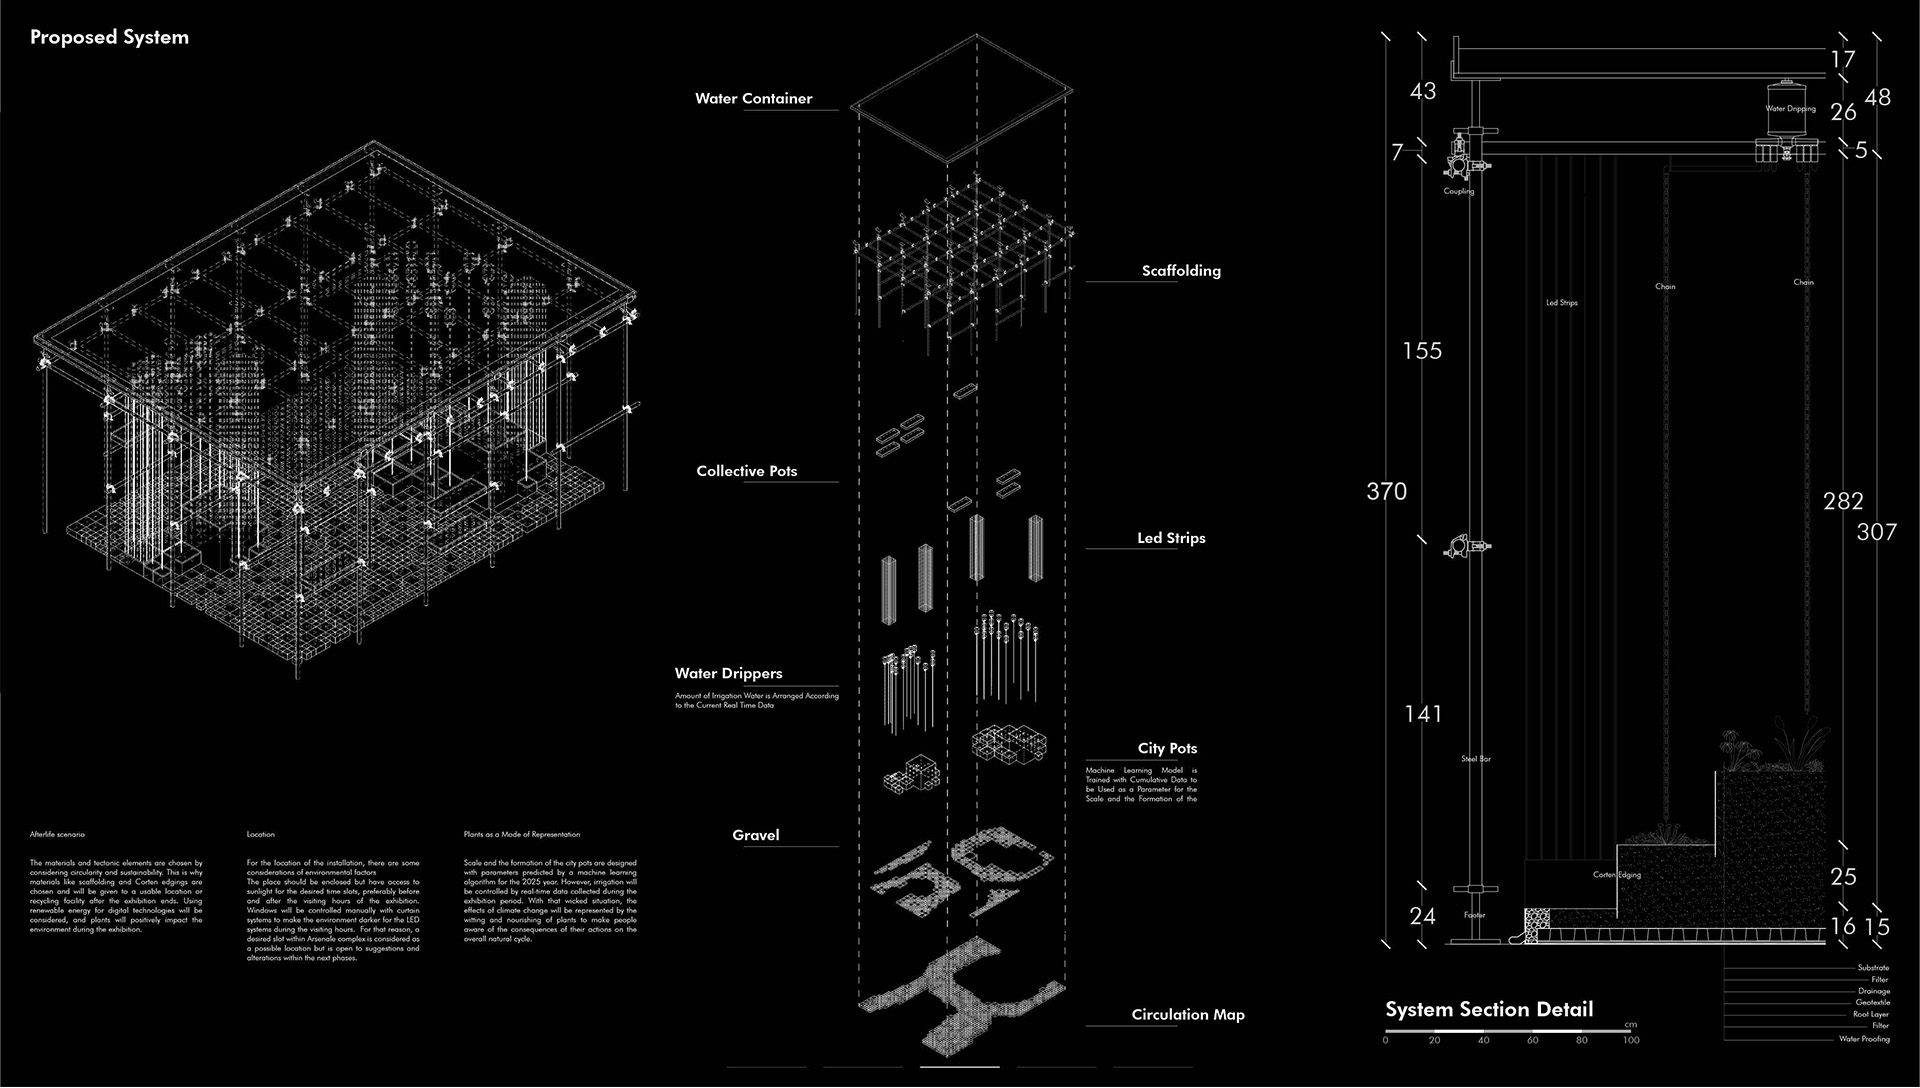 Proposed System
Afterlife scenario
The materials and tectonic elements are chosen by
considering circularity and sustainability. This is why
materials like scaffolding and Corten edgings are
chosen and will be given to a usable location or
recycling facility after the exhibition ends. Using
renewable energy for digital technologies will be
considered, and plants will positively impact the
environment during the exhibition.
Location
For the location of the installation, there are some
considerations of environmental factors
The place should be enclosed but have access to
sunlight for the desired time slots, preferably before
and after the visiting hours of the exhibition.
Windows will be controlled manually with curtain
systems to make the environment darker for the LED
systems during the visiting hours. For that reason, a
desired slot within Arsenale complex is considered as
a possible location but is open to suggestions and
alterations within the next phases.
Plants as a Mode of Representation
Scale and the formation of the city pots are designed
with parameters predicted by a machine learning
algorithm for the 2025 year. However, irrigation will
be controlled by real-time data collected during the
exhibition period. With that wicked situation, the
effects of climate change will be represented by the
witting and nourishing of plants to make people
aware of the consequences of their actions on the
overall natural cycle.
Water Container
Scaffolding
Collective Pots
Led Strips
Water Drippers
Amount of Irrigation Water is Arranged According
to the Current Real Time Data
City Pots
Machine Learning Model is
Trained with Cumulative Data to
be Used as a Parameter for the
Scale and the Formation of the
Gravel
Circulation Map
43
7
155
370
141
24
17
26
48
5
282
307
25
16
15
Water Dripping
Coupling
Led Strips
Chain
Chain
Steel Bar
Corten Edging
Footer
Substrate
Filter
Drainage
Geotextile
Root Layer
Filter
Water Proofing
System Section Detail
cm
0 20 40 60 80 100